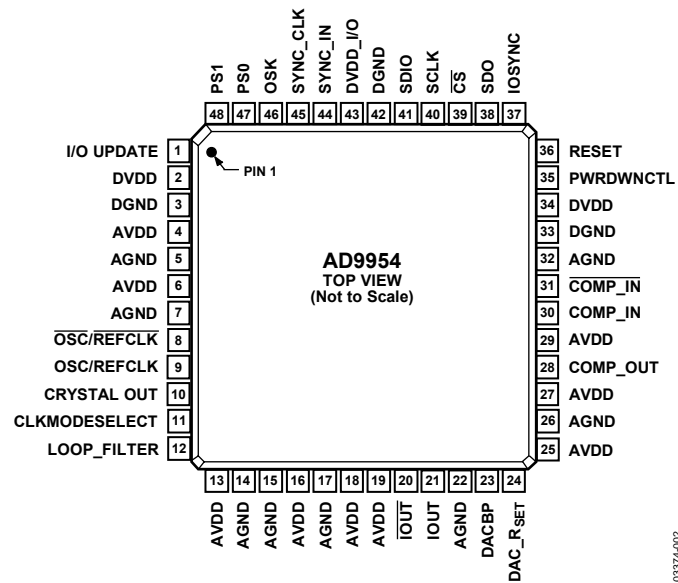 PS1
PS0
OSK
SYNC_CLK
SYNC_IN
DVDD_I/O
DGND
SDIO
SCLK
C̅S̅
SDO
IOSYNC
48 47 46 45 44 43 42 41 40 39 38 37
I/O UPDATE 1
DVDD 2
DGND 3
AVDD 4
AGND 5
AVDD 6
AGND 7
O̅S̅C̅/R̅E̅F̅C̅L̅K̅ 8
OSC/REFCLK 9
CRYSTAL OUT 10
CLKMODESELECT 11
LOOP_FILTER 12
PIN 1
AD9954
TOP VIEW
(Not to Scale)
36 RESET
35 PWRDWNCTL
34 DVDD
33 DGND
32 AGND
31 C̅O̅M̅P̅_̅I̅N̅
30 COMP_IN
29 AVDD
28 COMP_OUT
27 AVDD
26 AGND
25 AVDD
13 14 15 16 17 18 19 20 21 22 23 24
AVDD
AGND
AGND
AVDD
AGND
AVDD
AVDD
I̅O̅U̅T̅
IOUT
AGND
DACBP
DAC_RSET
03374-002